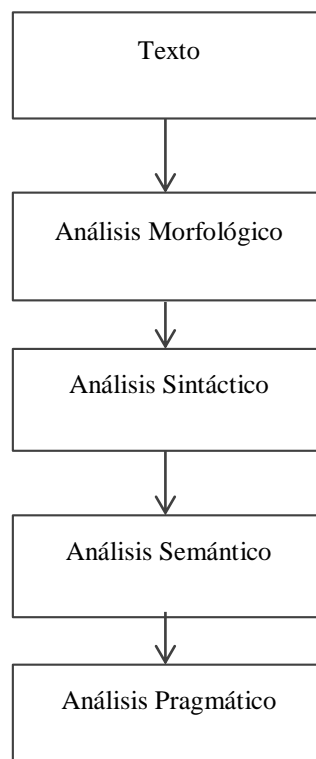 Texto
Análisis Morfológico
Análisis Sintáctico
Análisis Semántico
Análisis Pragmático